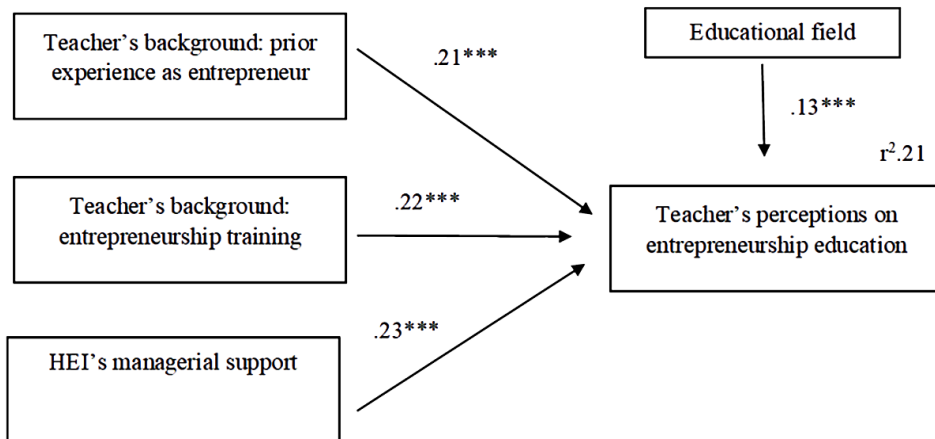 Teacher’s background: prior
experience as entrepreneur
.21***
Educational field
.13***
r².21
Teacher’s background:
entrepreneurship training
.22***
Teacher’s perceptions on
entrepreneurship education
.23***
HEI’s managerial support